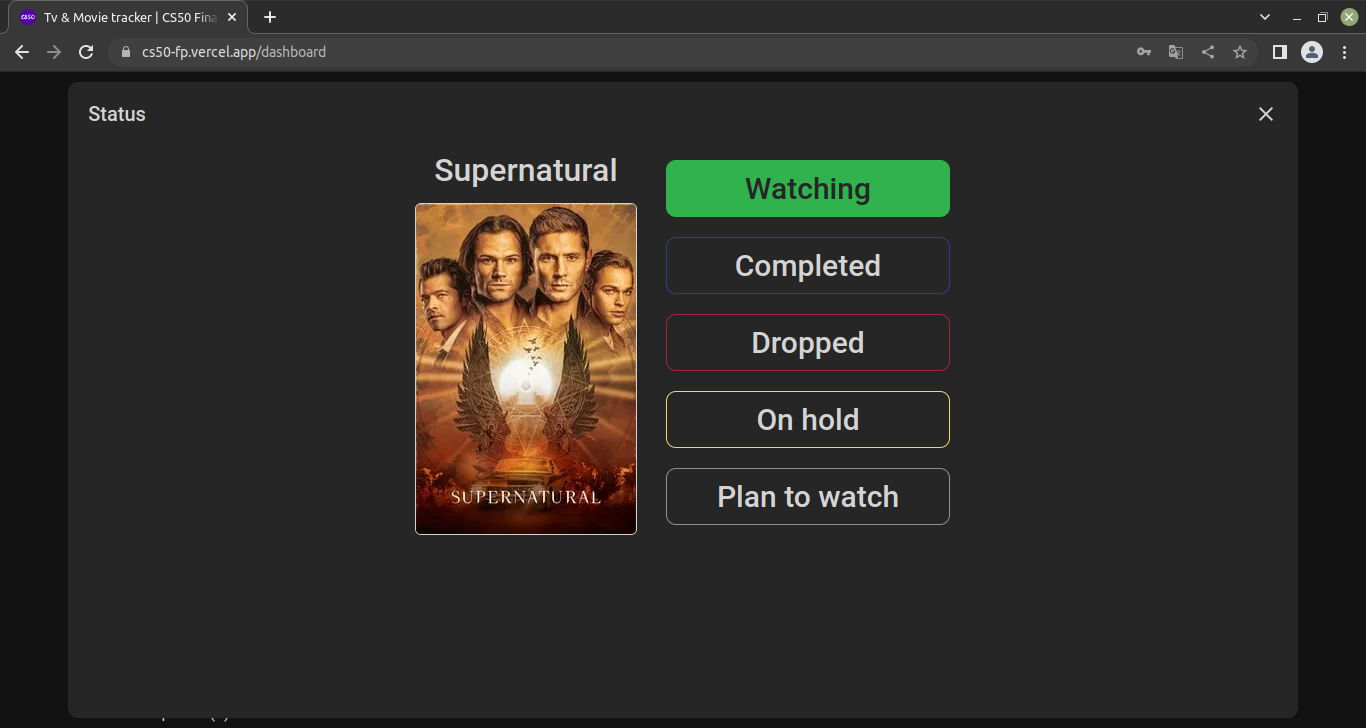 cs50
Tv & Movie tracker | CS50 Fina
cs50-fp.vercel.app/dashboard
Status
Supernatural
SUPERNATURAL
Watching
Completed
Dropped
On hold
Plan to watch